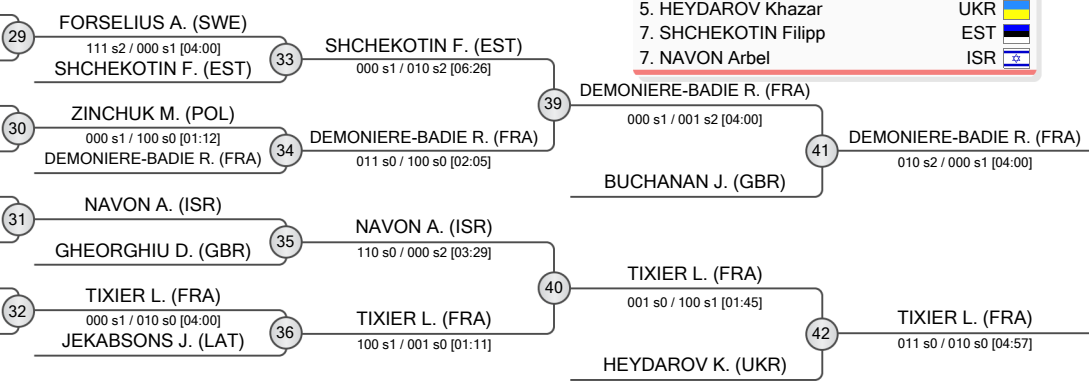 5. HEYDAROV Khazar UKR
7. SHCHEKOTIN Filipp EST
7. NAVON Arbel ISR
29
FORSELIUS A. (SWE)
111 s2 / 000 s1 [04:00]
SHCHEKOTIN F. (EST)
33
SHCHEKOTIN F. (EST)
000 s1 / 010 s2 [06:26]
30
ZINCHUK M. (POL)
000 s1 / 100 s0 [01:12]
DEMONIERE-BADIE R. (FRA)
34
DEMONIERE-BADIE R. (FRA)
011 s0 / 100 s0 [02:05]
39
DEMONIERE-BADIE R. (FRA)
000 s1 / 001 s2 [04:00]
BUCHANAN J. (GBR)
41
DEMONIERE-BADIE R. (FRA)
010 s2 / 000 s1 [04:00]
31
NAVON A. (ISR)
GHEORGHIU D. (GBR)
35
NAVON A. (ISR)
110 s0 / 000 s2 [03:29]
32
TIXIER L. (FRA)
000 s1 / 010 s0 [04:00]
JEKABSONS J. (LAT)
36
TIXIER L. (FRA)
100 s1 / 001 s0 [01:11]
40
TIXIER L. (FRA)
001 s0 / 100 s1 [01:45]
HEYDAROV K. (UKR)
42
TIXIER L. (FRA)
011 s0 / 010 s0 [04:57]